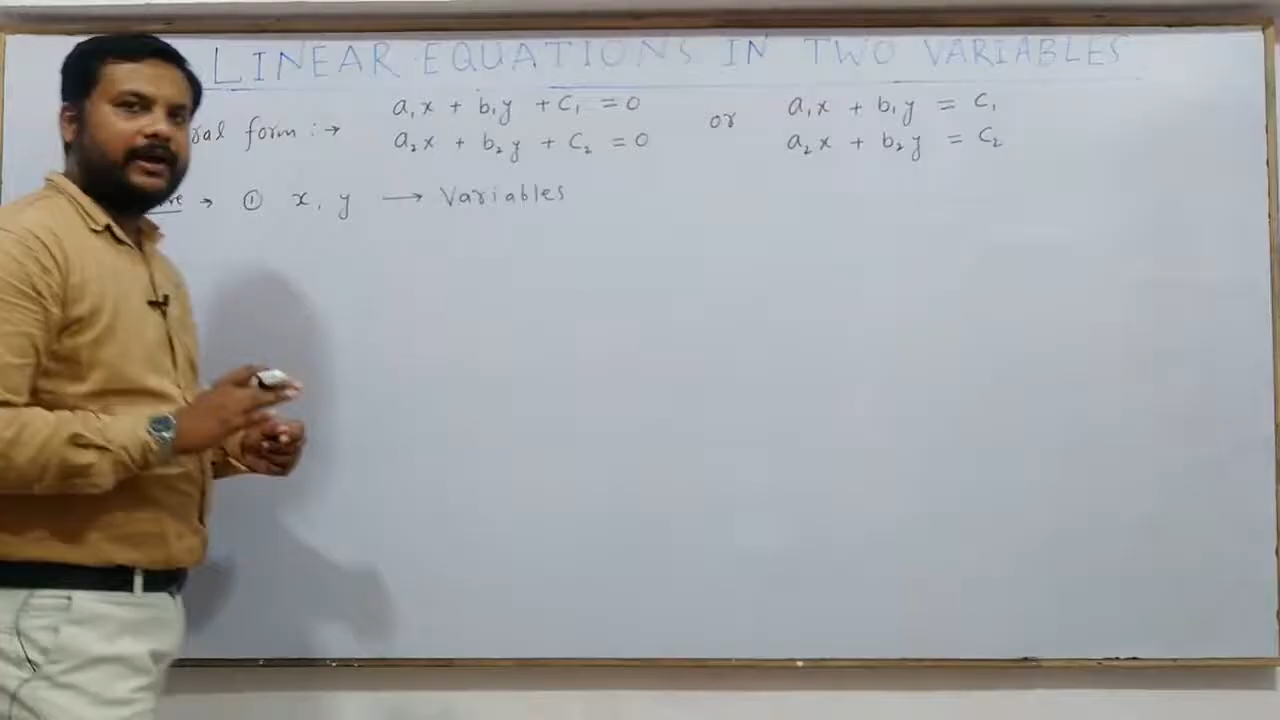 LINEAR EQUATIONS IN TWO VARIABLES
ral form :→ a₁x + b₁y + C₁ = 0 or a₁x + b₁y = C₁
a₂x + b₂y + C₂ = 0 a₂x + b₂y = C₂
→ ① x, y → Variables